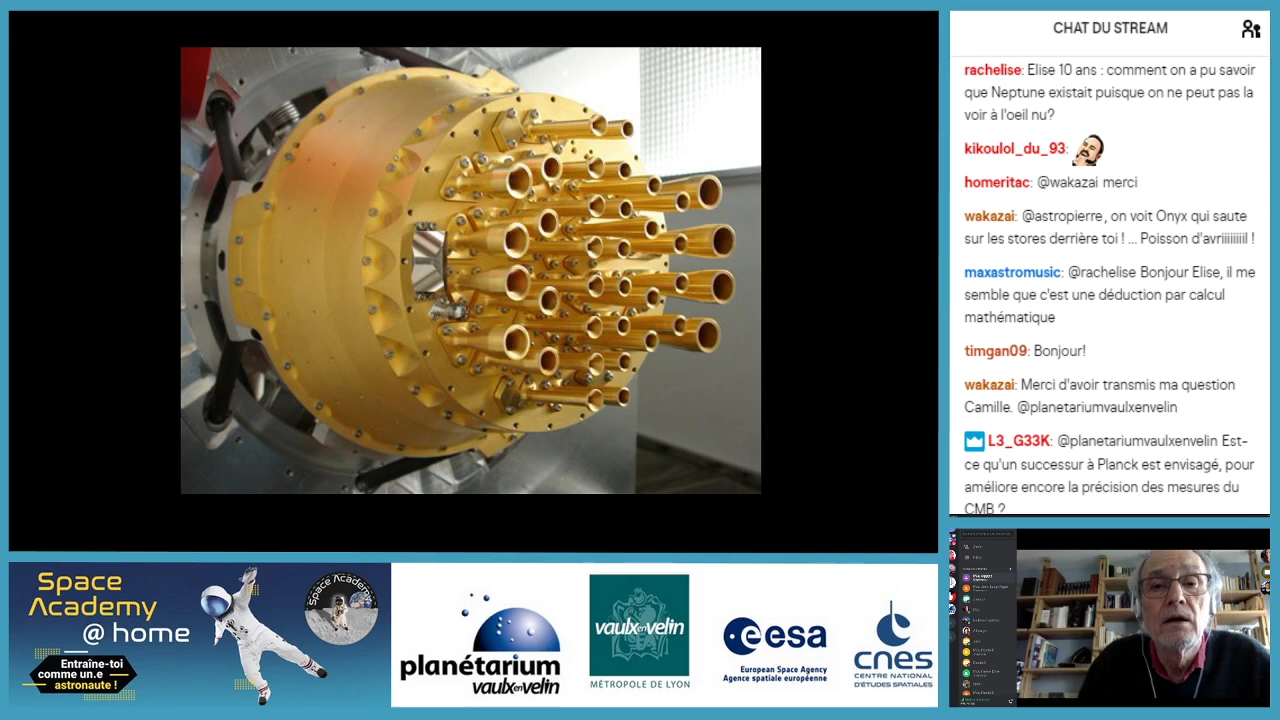 CHAT DU STREAM
rachelise: Elise 10 ans : comment on a pu savoir
que Neptune existait puisque on ne peut pas la
voir à l'oeil nu?
kikoulol_du_93:
homeritac: @wakazai merci
wakazai: @astropierre, on voit Onyx qui saute
sur les stores derrière toi ! ... Poisson d'avriiiiiiiiil !
maxastromusic: @rachelise Bonjour Elise, il me
semble que c'est une déduction par calcul
mathématique
timgan09: Bonjour!
wakazai: Merci d'avoir transmis ma question
Camille. @planetariumvaulxenvelin
L3_G33K: @planetariumvaulxenvelin Est-
ce qu'un successur à Planck est envisagé, pour
améliore encore la précision des mesures du
CMB ?
Space
Academy
@ home
Entraîne-toi
comme un.e
astronaute !
Space Academy
planétarium
vaulx en velin
vaulx en velin
MÉTROPOLE DE LYON
esa
European Space Agency
Agence spatiale européenne
cnes
CENTRE NATIONAL
D'ÉTUDES SPATIALES